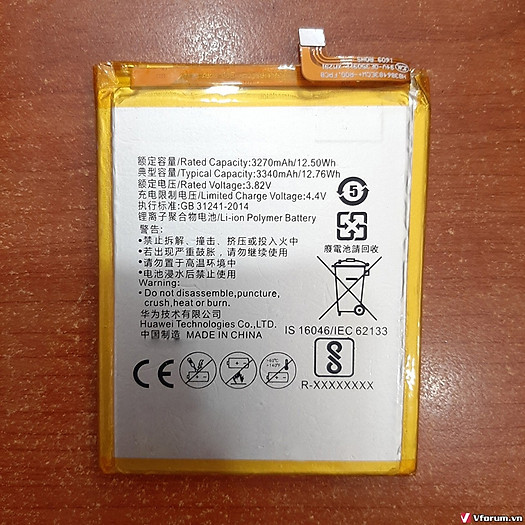 额定容量/Rated Capacity:3270mAh/12.50Wh
典型容量/Typical Capacity:3340mAh/12.76Wh
额定电压/Rated Voltage:3.82V
充电限制电压/Limited Charge Voltage:4.4V
执行标准:GB 31241-2014
锂离子聚合物电池/Li-ion Polymer Battery
警告:
•禁止拆解、撞击、挤压或投入火中
•若出现严重鼓胀，请勿继续使用
•请勿置于高温环境中
•电池浸水后禁止使用
Warning:
• Do not disassemble,puncture,
crush,heat or burn.
华为技术有限公司
Huawei Technologies Co.,LTD.
中国制造 MADE IN CHINA
5
廢電池請回收
IS 16046/IEC 62133
R-XXXXXXXX
CE
Vforum.vn